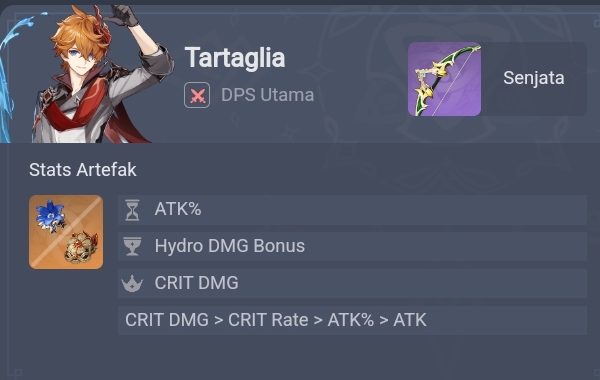 Tartaglia
DPS Utama
Senjata
Stats Artefak
ATK%
Hydro DMG Bonus
CRIT DMG
CRIT DMG > CRIT Rate > ATK% > ATK